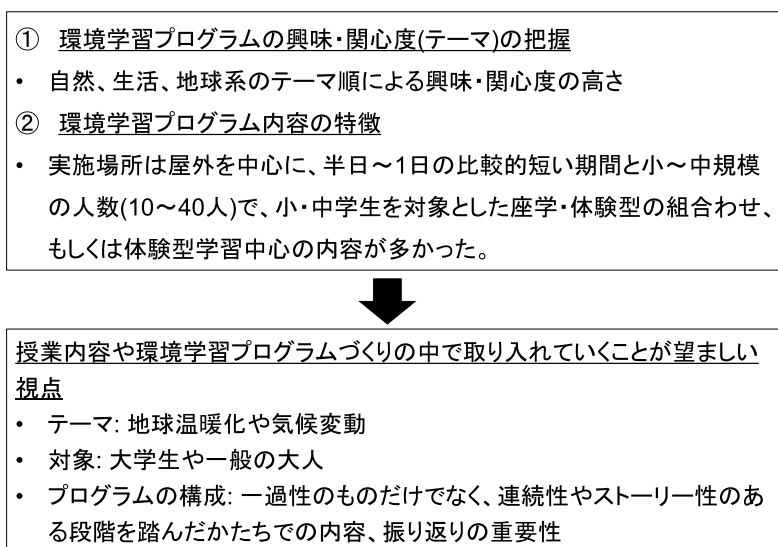 ① 環境学習プログラムの興味・関心度(テーマ)の把握
• 自然、生活、地球系のテーマ順による興味・関心度の高さ
② 環境学習プログラム内容の特徴
• 実施場所は屋外を中心に、半日～1日の比較的短い期間と小～中規模
の人数(10～40人)で、小・中学生を対象とした座学・体験型の組合わせ、
もしくは体験型学習中心の内容が多かった。
授業内容や環境学習プログラムづくりの中で取り入れていくことが望ましい
視点
• テーマ: 地球温暖化や気候変動
• 対象: 大学生や一般の大人
• プログラムの構成: 一過性のものだけでなく、連続性やストーリー性のあ
る段階を踏んだかたちでの内容、振り返りの重要性